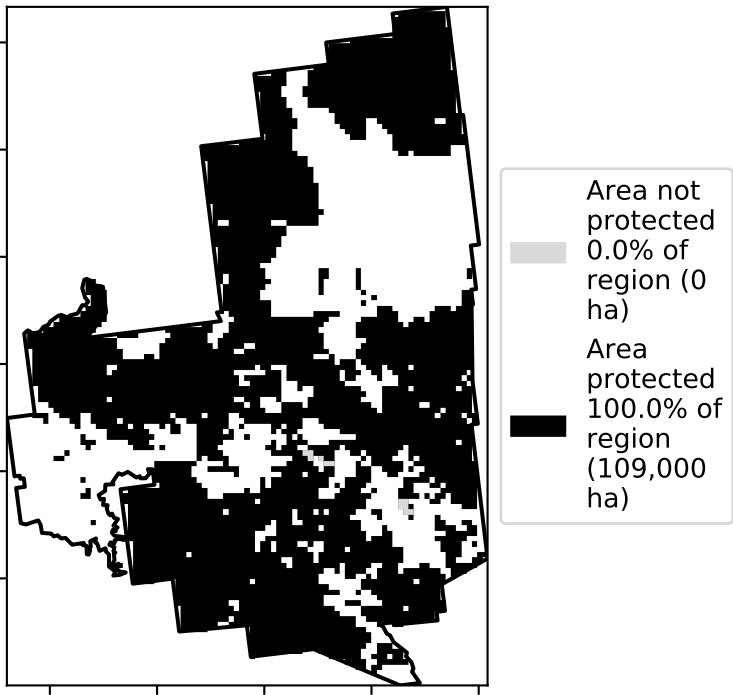 Area not
protected
0.0% of
region (0
ha)
Area
protected
100.0% of
region
(109,000
ha)